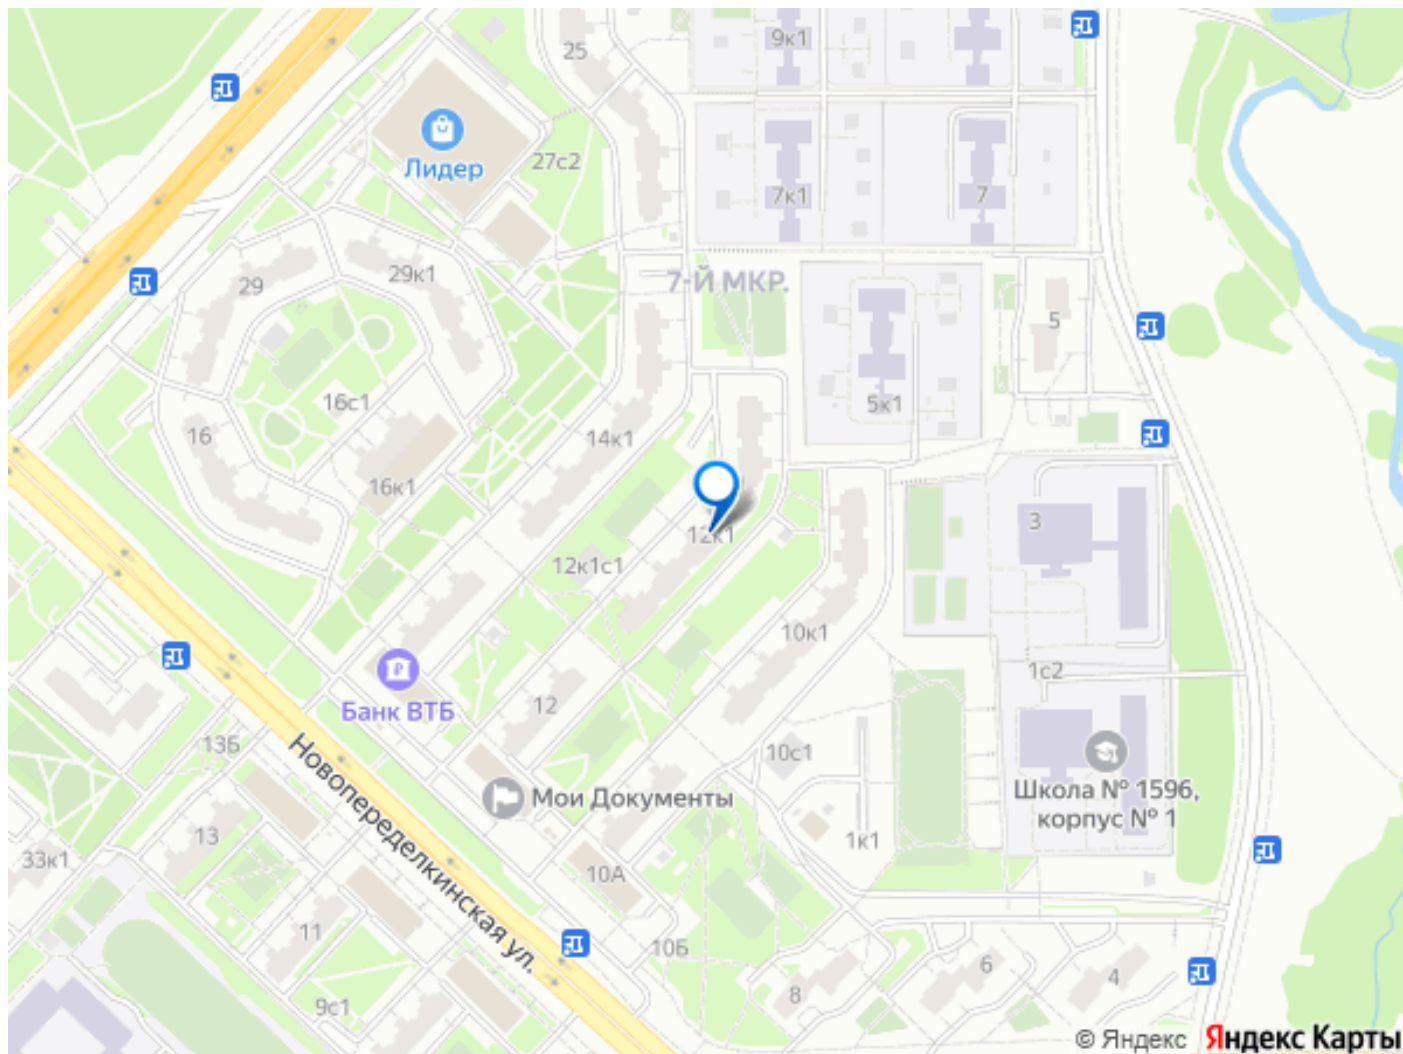 25
9к1
Лидер
27с2
7к1
7
7-Й МКР.
29
29к1
5
16с1
5к1
16
14к1
16к1
12к1
3
12к1с1
10к1
1с2
Банк ВТБ
12
13Б
10с1
Новопеределкинская ул.
Мои Документы
Школа № 1596,
корпус № 1
13
1к1
33к1
10А
11
10Б
6
4
8
9с1
© Яндекс Яндекс Карты